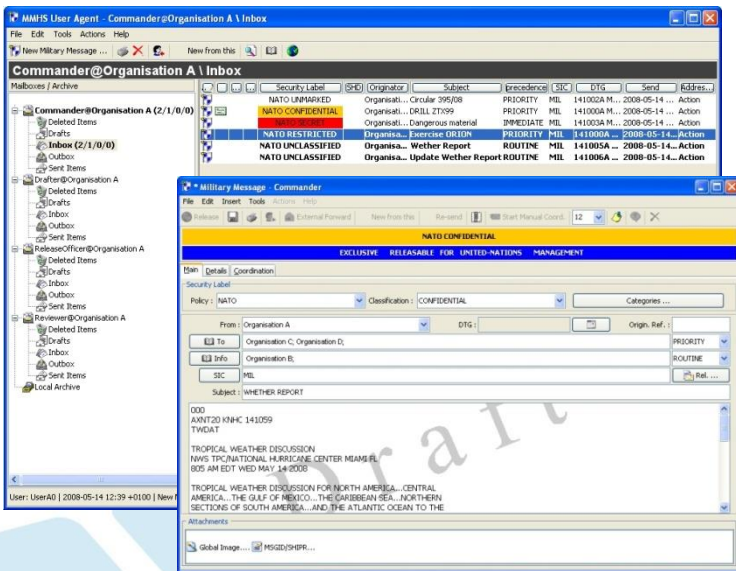 MMHS User Agent - Commander@Organisation A \ Inbox
File Edit Tools Actions Help
New Military Message ... New from this
Commander@Organisation A \ Inbox
Mailboxes / Archive
Security Label (SHD) Originator Subject precedence SIC DTG Send Addres...
Commander@Organisation A (2/1/0/0)
Deleted Items
Drafts
Inbox (2/1/0/0)
Outbox
Sent Items
Drafter@Organisation A
Deleted Items
Drafts
Inbox
Outbox
Sent Items
ReleaseOfficer@Organisation A
Deleted Items
Drafts
Inbox
Outbox
Sent Items
Reviewer@Organisation A
Deleted Items
Drafts
Inbox
Outbox
Sent Items
Local Archive
NATO UNMARKED Organisati... Circular 395/08 PRIORITY MIL 141002A M... 2008-05-14 ... Action
NATO CONFIDENTIAL Organisati... DRILL ZTX99 PRIORITY MIL 141003A M... 2008-05-14 ... Action
NATO SECRET Organisati... Dangerous material IMMEDIATE MIL 141001A M... 2008-05-14 ... Action
NATO RESTRICTED Organisa... Exercise ORION PRIORITY MIL 141000A ... 2008-05-14... Action
NATO UNCLASSIFIED Organisa... Wether Report ROUTINE MIL 141005A ... 2008-05-14... Action
NATO UNCLASSIFIED Organisa... Update Wether Report ROUTINE MIL 141006A ... 2008-05-14... Action
User: UserA0 | 2008-05-14 12:39 +0100 | New
* Military Message - Commander
File Edit Insert Tools Actions Help
Release External Forward New from this Re-send Start Manual Coord. 12
NATO CONFIDENTIAL
EXCLUSIVE RELEASABLE FOR UNITED-NATIONS MANAGEMENT
Main Details Coordination
Security Label
Policy : NATO Classification : CONFIDENTIAL Categories ...
From : Organisation A DTG : Origin. Ref. :
To Organisation C; Organisation D; PRIORITY
Info Organisation B; ROUTINE
SIC MIL Rel. ...
Subject : WHETHER REPORT
000
AXNT20 KNHC 141059
TWDAT
TROPICAL WEATHER DISCUSSION
NWS TPC/NATIONAL HURRICANE CENTER MIAMI FL
805 AM EDT WED MAY 14 2008
TROPICAL WEATHER DISCUSSION FOR NORTH AMERICA...CENTRAL
AMERICA...THE GULF OF MEXICO...THE CARIBBEAN SEA...NORTHERN
SECTIONS OF SOUTH AMERICA...AND THE ATLANTIC OCEAN TO THE
Draft
Attachments
Global Image.... MSGID/SHIPR...